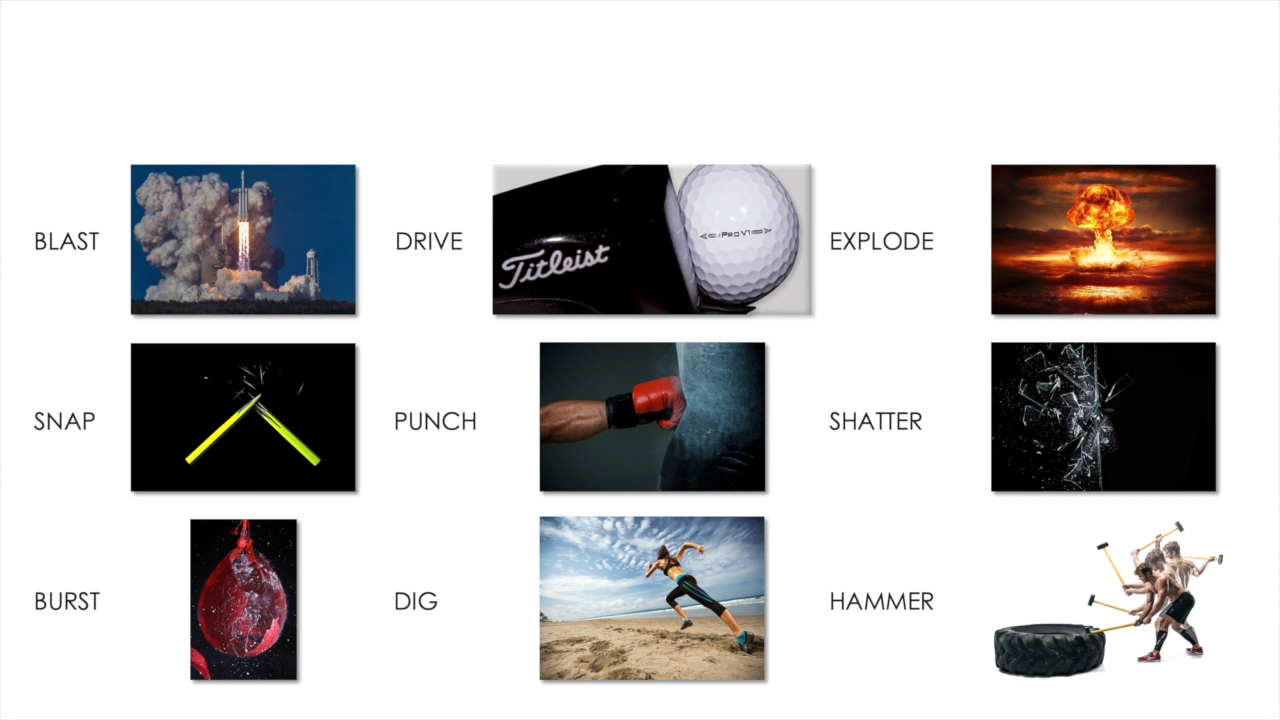 BLAST
DRIVE
Titleist
Pro V1
EXPLODE
SNAP
PUNCH
SHATTER
BURST
DIG
HAMMER